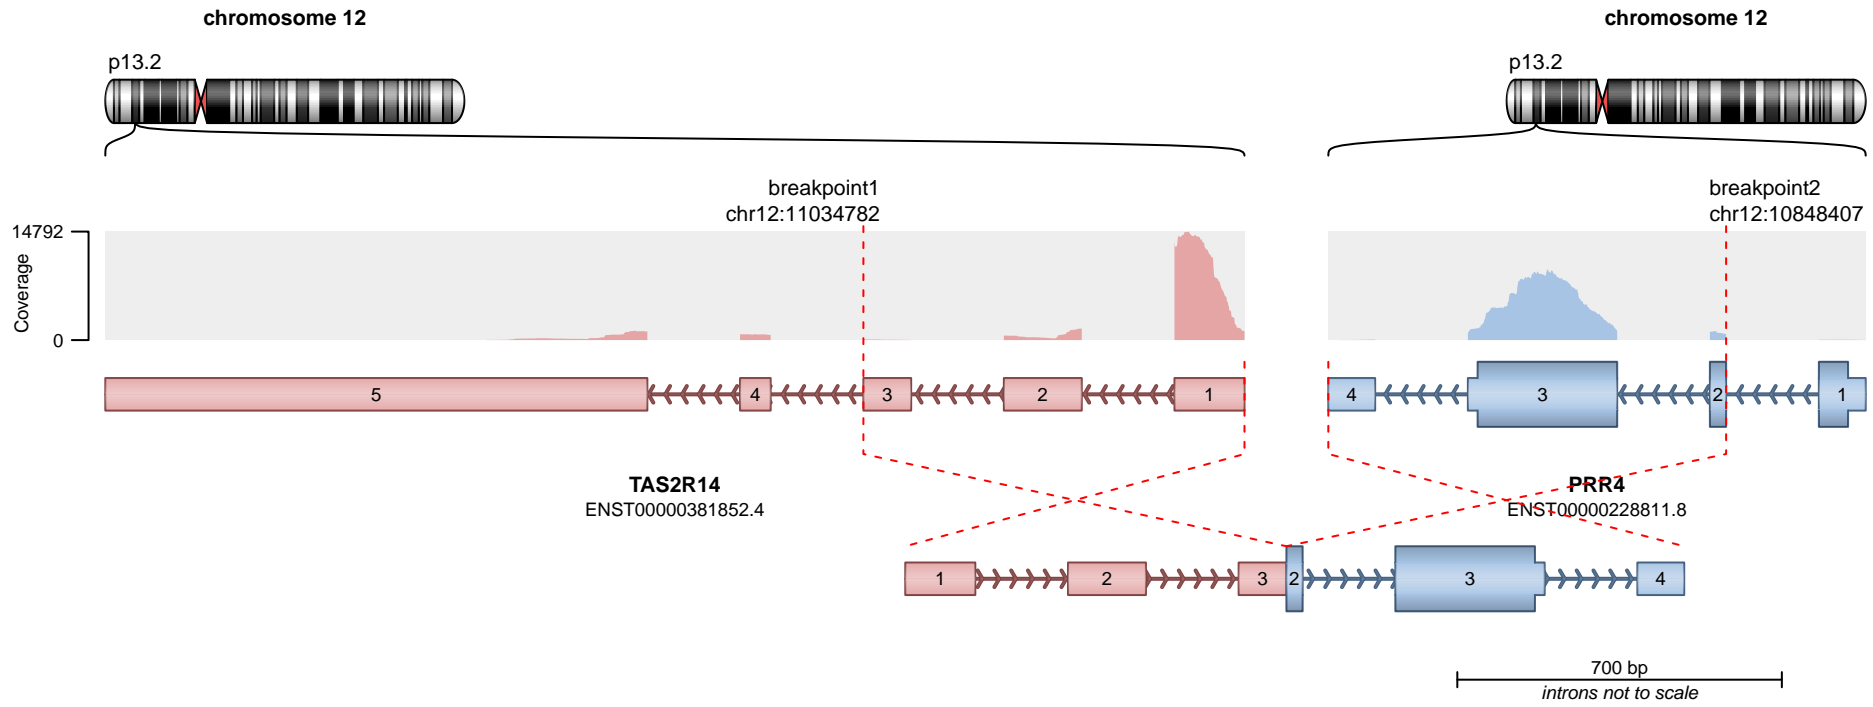 chromosome 12
chromosome 12
p13.2
p13.2
breakpoint1
chr12:11034782
breakpoint2
chr12:10848407
14792
Coverage
0
5
4
3
2
1
4
3
2
1
TAS2R14
ENST00000381852.4
PRR4
ENST00000228811.8
1
2
3
2
3
4
700 bp
introns not to scale